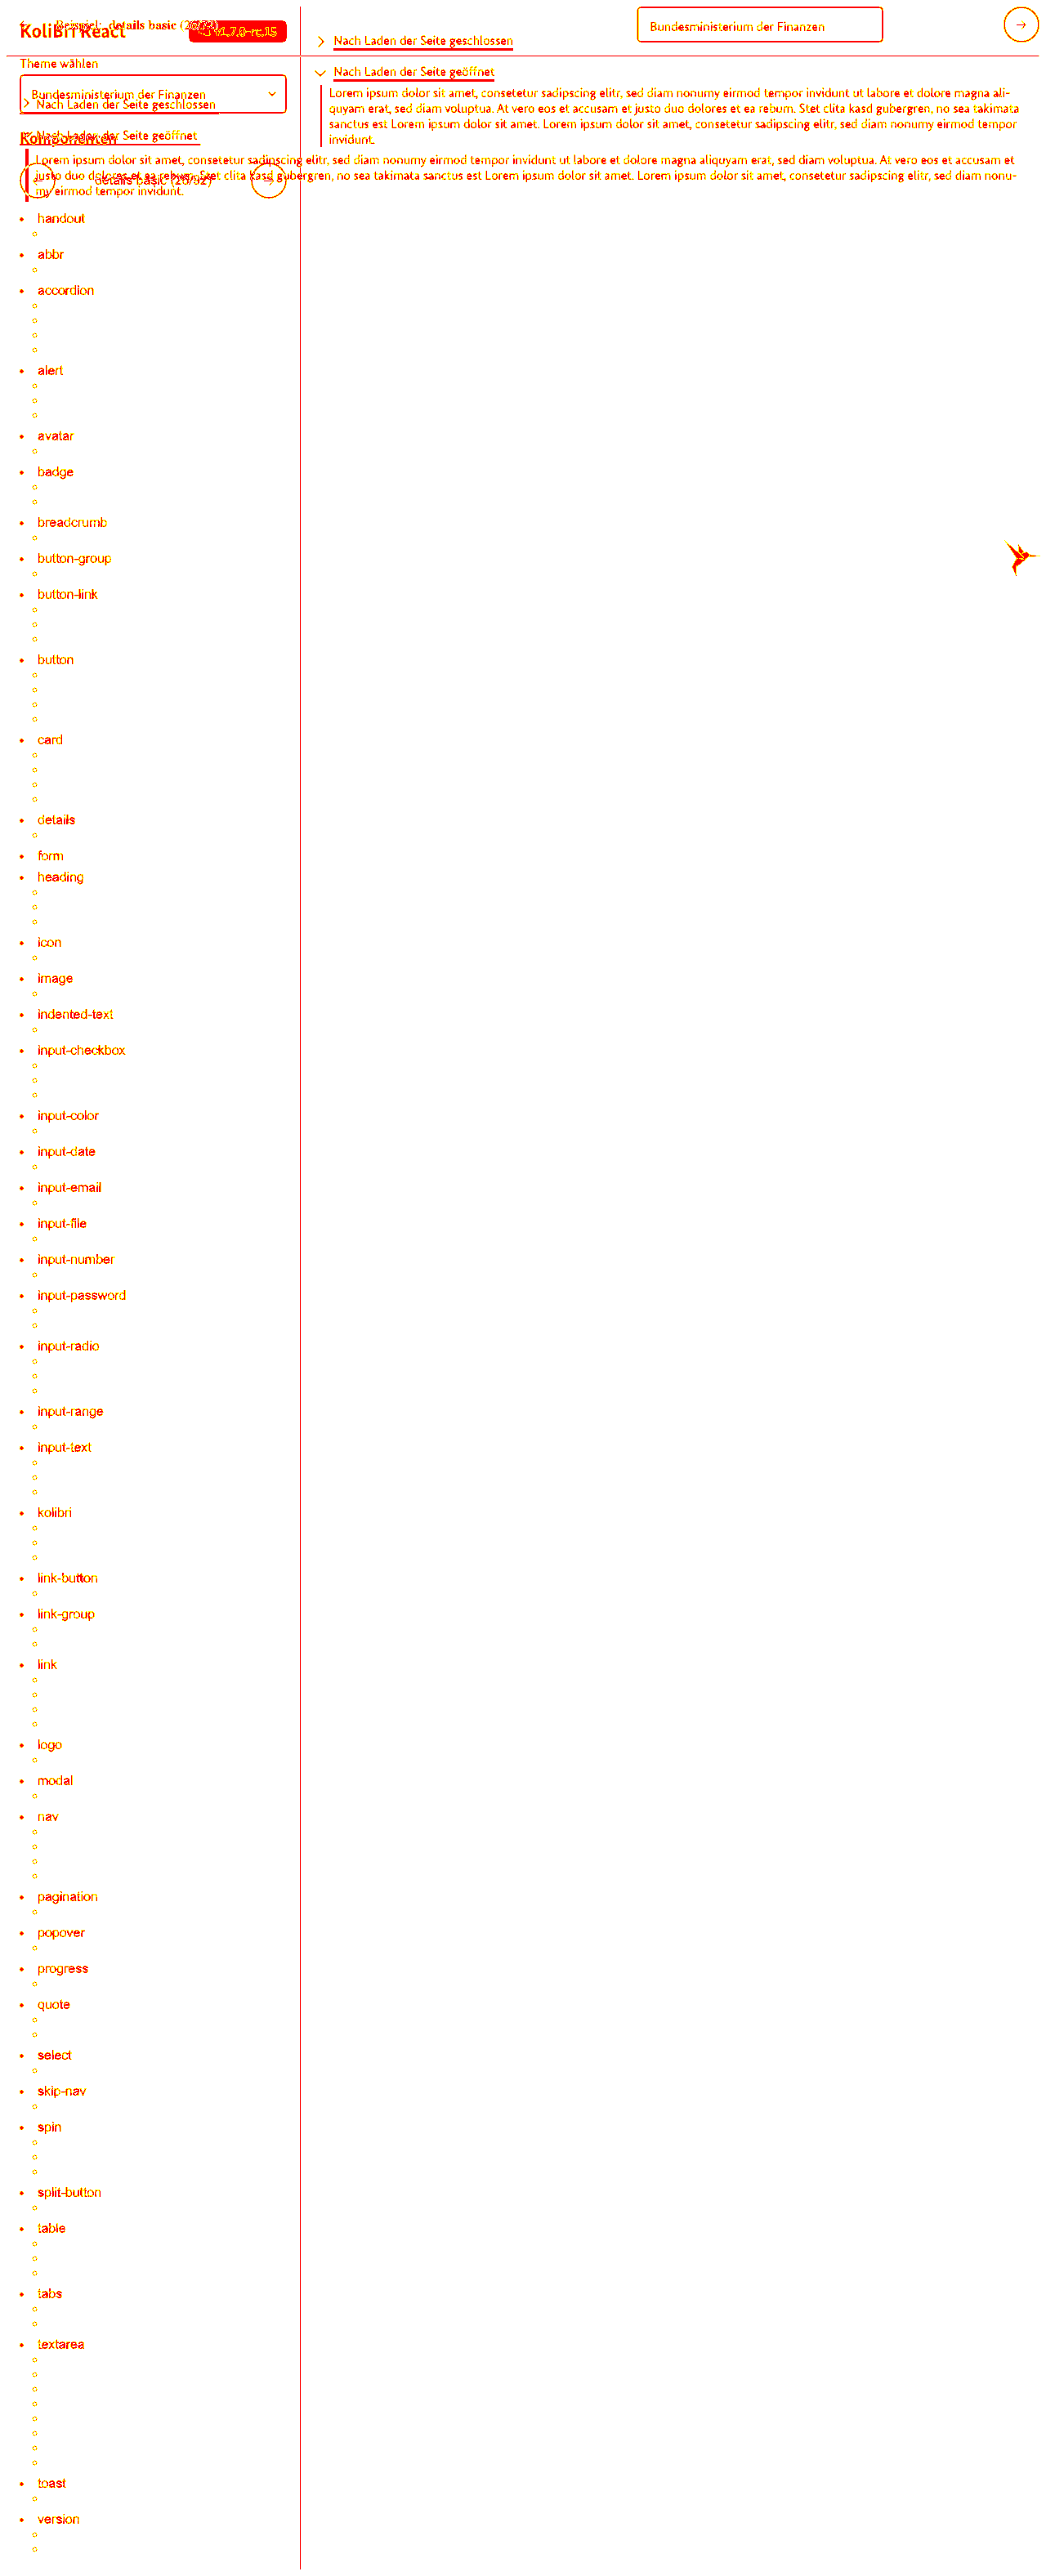 KoliBri React
Beispiel: details basic
v1.7.0-rc.15
Bundesministerium der Finanzen
Nach Laden der Seite geschlossen
Theme wählen
Nach Laden der Seite geöffnet
Bundesministerium der Finanzen
Nach Laden der Seite geschlossen
Lorem ipsum dolor sit amet, consetetur sadipscing elitr, sed diam nonumy eirmod tempor invidunt ut labore et dolore magna ali-
quyam erat, sed diam voluptua. At vero eos et accusam et justo duo dolores et ea rebum. Stet clita kasd gubergren, no sea takimata
sanctus est Lorem ipsum dolor sit amet. Lorem ipsum dolor sit amet, consetetur sadipscing elitr, sed diam nonumy eirmod tempor
invidunt.
Komponenten
Nach Laden der Seite geöffnet
Lorem ipsum dolor sit amet, consetetur sadipscing elitr, sed diam nonumy eirmod tempor invidunt ut labore et dolore magna aliquyam erat, sed diam voluptua. At vero eos et accusam et
justo duo dolores et ea rebum. Stet clita kasd gubergren, no sea takimata sanctus est Lorem ipsum dolor sit amet. Lorem ipsum dolor sit amet, consetetur sadipscing elitr, sed diam nonu-
my eirmod tempor invidunt.
details basic (20/92)
handout
abbr
accordion
alert
avatar
badge
breadcrumb
button-group
button-link
button
card
details
form
heading
icon
image
indented-text
input-checkbox
input-color
input-date
input-email
input-file
input-number
input-password
input-radio
input-range
input-text
kolibri
link-button
link-group
link
logo
modal
nav
pagination
popover
progress
quote
select
skip-nav
spin
split-button
table
tabs
textarea
toast
version